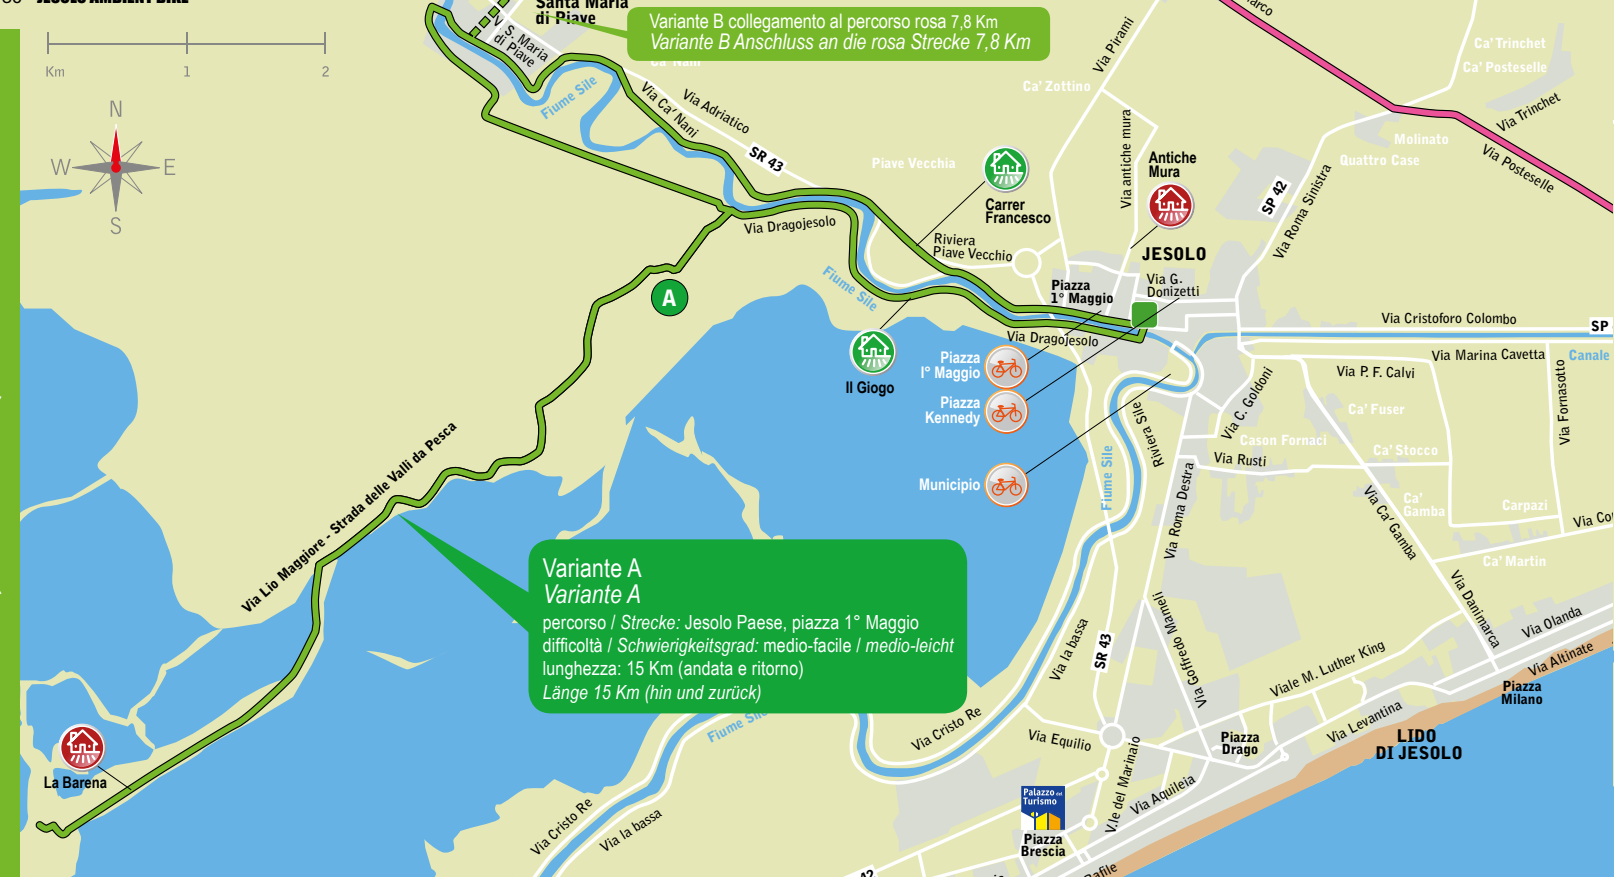 JESOLO AMBIENT BIKE
Km 1 2
N
W E
S
Santa Maria
di Piave
V. S. Maria
di Piave
Variante B collegamento al percorso rosa 7,8 Km
Variante B Anschluss an die rosa Strecke 7,8 Km
Ca' Nani
Fiume Sile
Via Ca' Nani
Via Adriatico
SR 43
Via Pirami
Ca' Zottino
Via antiche mura
Piave Vecchia
Antiche
Mura
Carrer
Francesco
Ca' Trinchet
Ca' Posteselle
Via Trinchet
Molinato
Quattro Case
Via Posteselle
SP 42
Via Roma Sinistra
Via Dragojesolo
Riviera
Piave Vecchio
JESOLO
Via G.
Donizetti
Piazza
1° Maggio
Fiume Sile
A
Via Dragojesolo
Via Cristoforo Colombo
SP
Via Marina Cavetta
Canale
Via P. F. Calvi
Il Giogo
Piazza
I° Maggio
Piazza
Kennedy
Municipio
Riviera Sile
Via C. Goldoni
Ca' Fuser
Via Fornasotto
Cason Fornaci
Ca' Stocco
Via Rusti
Fiume Sile
Via Roma Destra
Ca'
Gamba
Carpazi
Via Ca' Gamba
Ca' Martin
Via Lio Maggiore - Strada delle Valli da Pesca
Variante A
Variante A
percorso / Strecke: Jesolo Paese, piazza 1° Maggio
difficoltà / Schwierigkeitsgrad: medio-facile / medio-leicht
lunghezza: 15 Km (andata e ritorno)
Länge 15 Km (hin und zurück)
Via la bassa
SR 43
Via Goffredo Mameli
Via Danimarca
Via Olanda
Viale M. Luther King
Via Altinate
Piazza
Milano
Fiume Sile
Via Cristo Re
Via Equilio
Piazza
Drago
Via Levantina
LIDO
DI JESOLO
La Barena
V.le del Marinaio
Via Aquileia
Palazzo del
Turismo
Piazza
Brescia
Via Cristo Re
Via la bassa